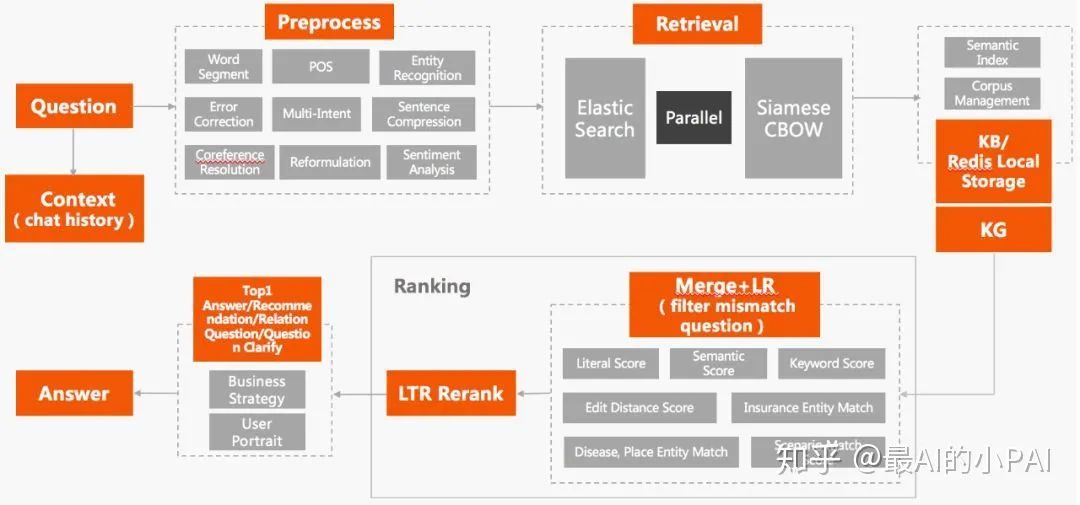 Preprocess
Word
Segment
POS
Entity
Recognition
Error
Correction
Multi-Intent
Sentence
Compression
Coreference
Resolution
Reformulation
Sentiment
Analysis
Question
Context
( chat history )
Retrieval
Elastic
Search
Parallel
Siamese
CBOW
Semantic
Index
Corpus
Management
KB/
Redis Local
Storage
KG
Ranking
Merge+LR
( filter mismatch
question )
Literal Score
Semantic
Score
Keyword Score
Edit Distance Score
Insurance Entity Match
Disease, Place Entity Match
Scenario Match
LTR Rerank
Top1
Answer/Recomme
ndation/Relation
Question/Questio
n Clarify
Business
Strategy
User
Portrait
Answer
知乎 @最AI的小PAI